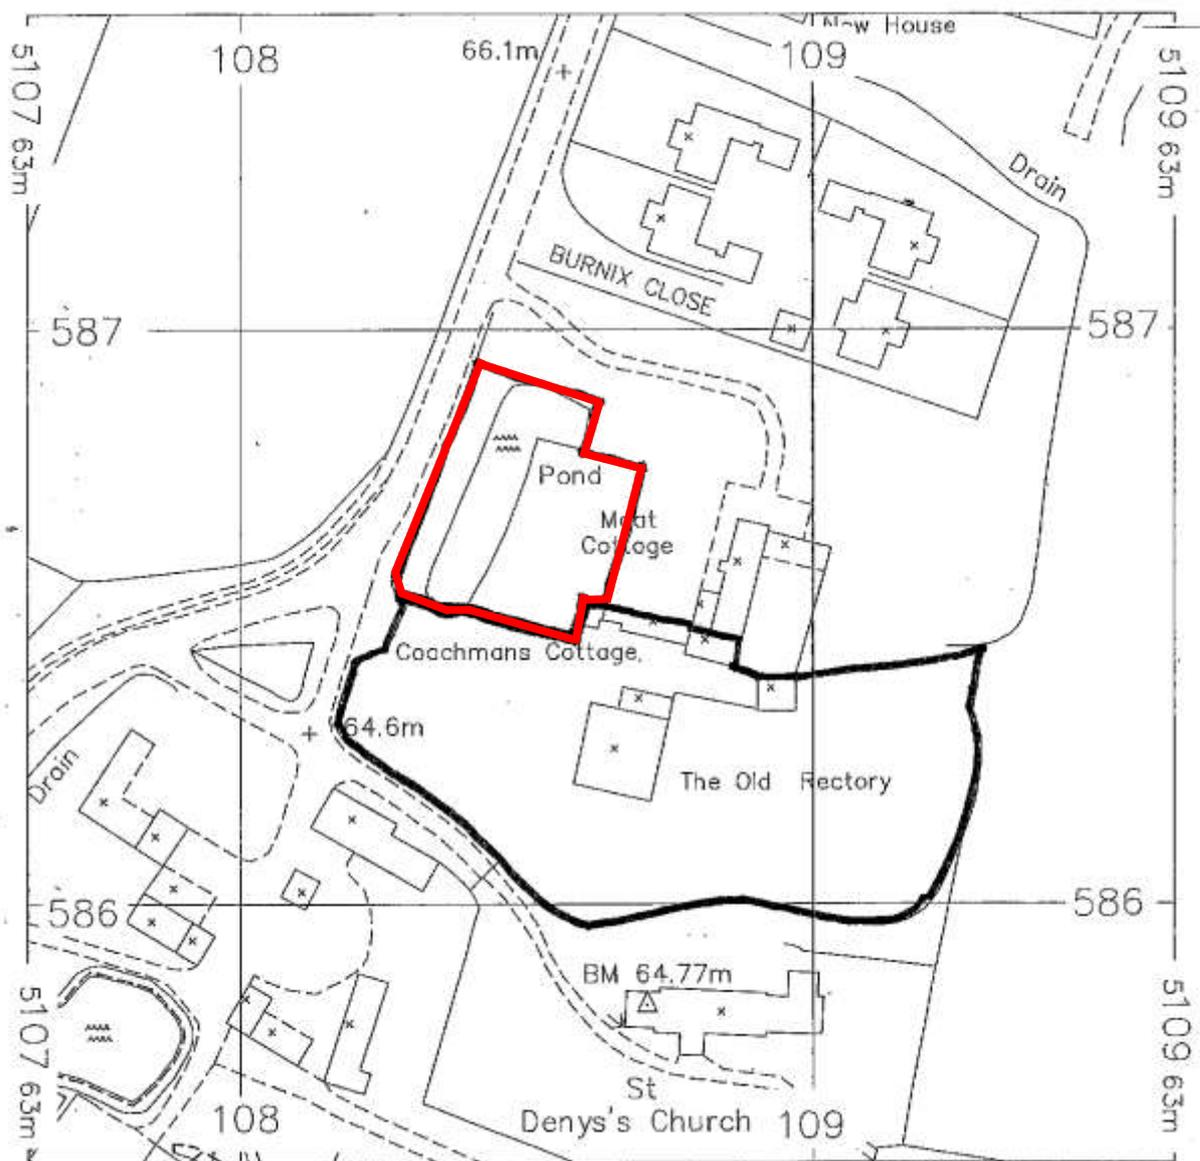 New House
66.1m
108
109
5107 63m
5109 63m
Drain
BURNIX CLOSE
587
587
Pond
Moat
Cottage
Coachmans Cottage,
64.6m
The Old Rectory
Drain
586
586
BM 64.77m
5107 63m
5109 63m
St
Denys's Church
108
109